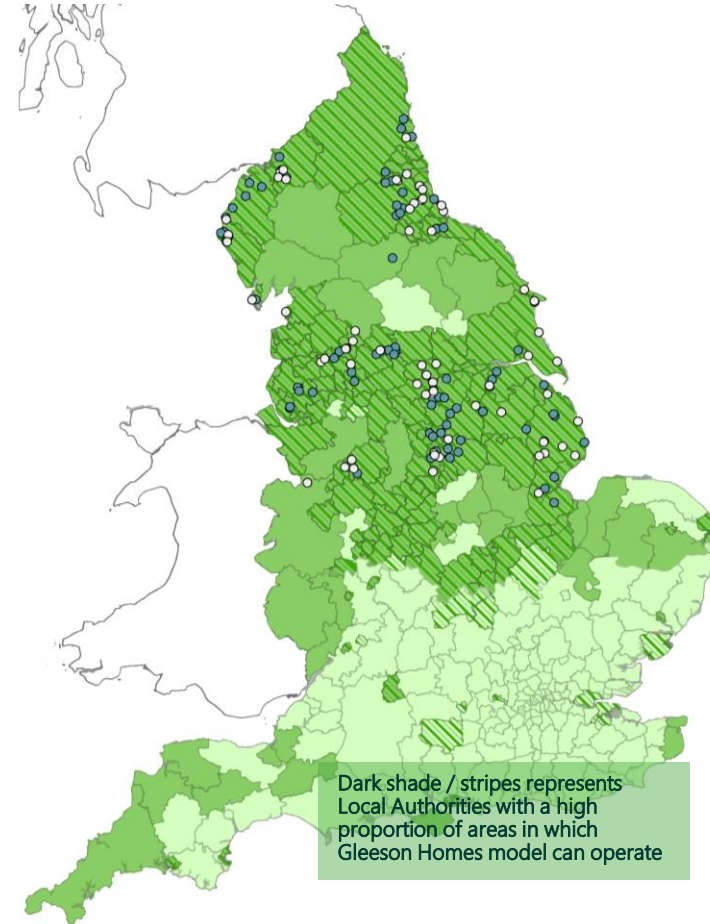 Dark shade / stripes represents
Local Authorities with a high
proportion of areas in which
Gleeson Homes model can operate